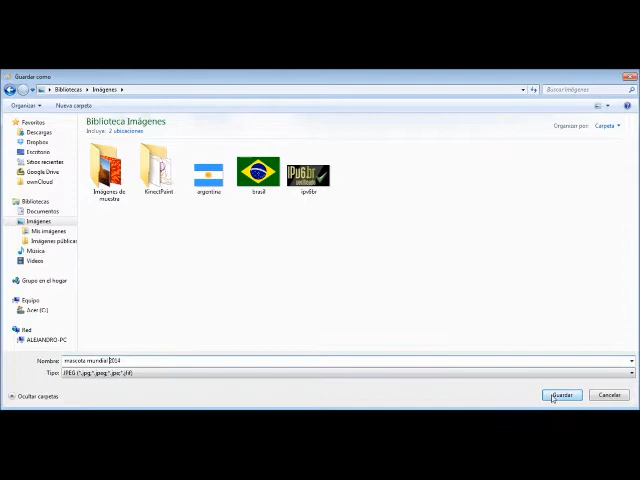 Guardar como
Bibliotecas ▸ Imágenes ▸
Buscar Imágenes
Organizar
Nueva carpeta
Favoritos
Descargas
Dropbox
Escritorio
Sitios recientes
Google Drive
ownCloud
Bibliotecas
Documentos
Imágenes
Mis imágenes
Imágenes públicas
Música
Vídeos
Grupo en el hogar
Equipo
Acer (C:)
Red
ALEJANDRO-PC
Biblioteca Imágenes
Incluye: 2 ubicaciones
Organizar por: Carpeta
Imágenes de muestra
KinectPaint
argentina
brasil
IPv6.br
ipv6br
Nombre: mascota mundial 2014
Tipo: JPEG (*.jpg;*.jpeg;*.jpe;*.jfif)
Ocultar carpetas
Guardar
Cancelar